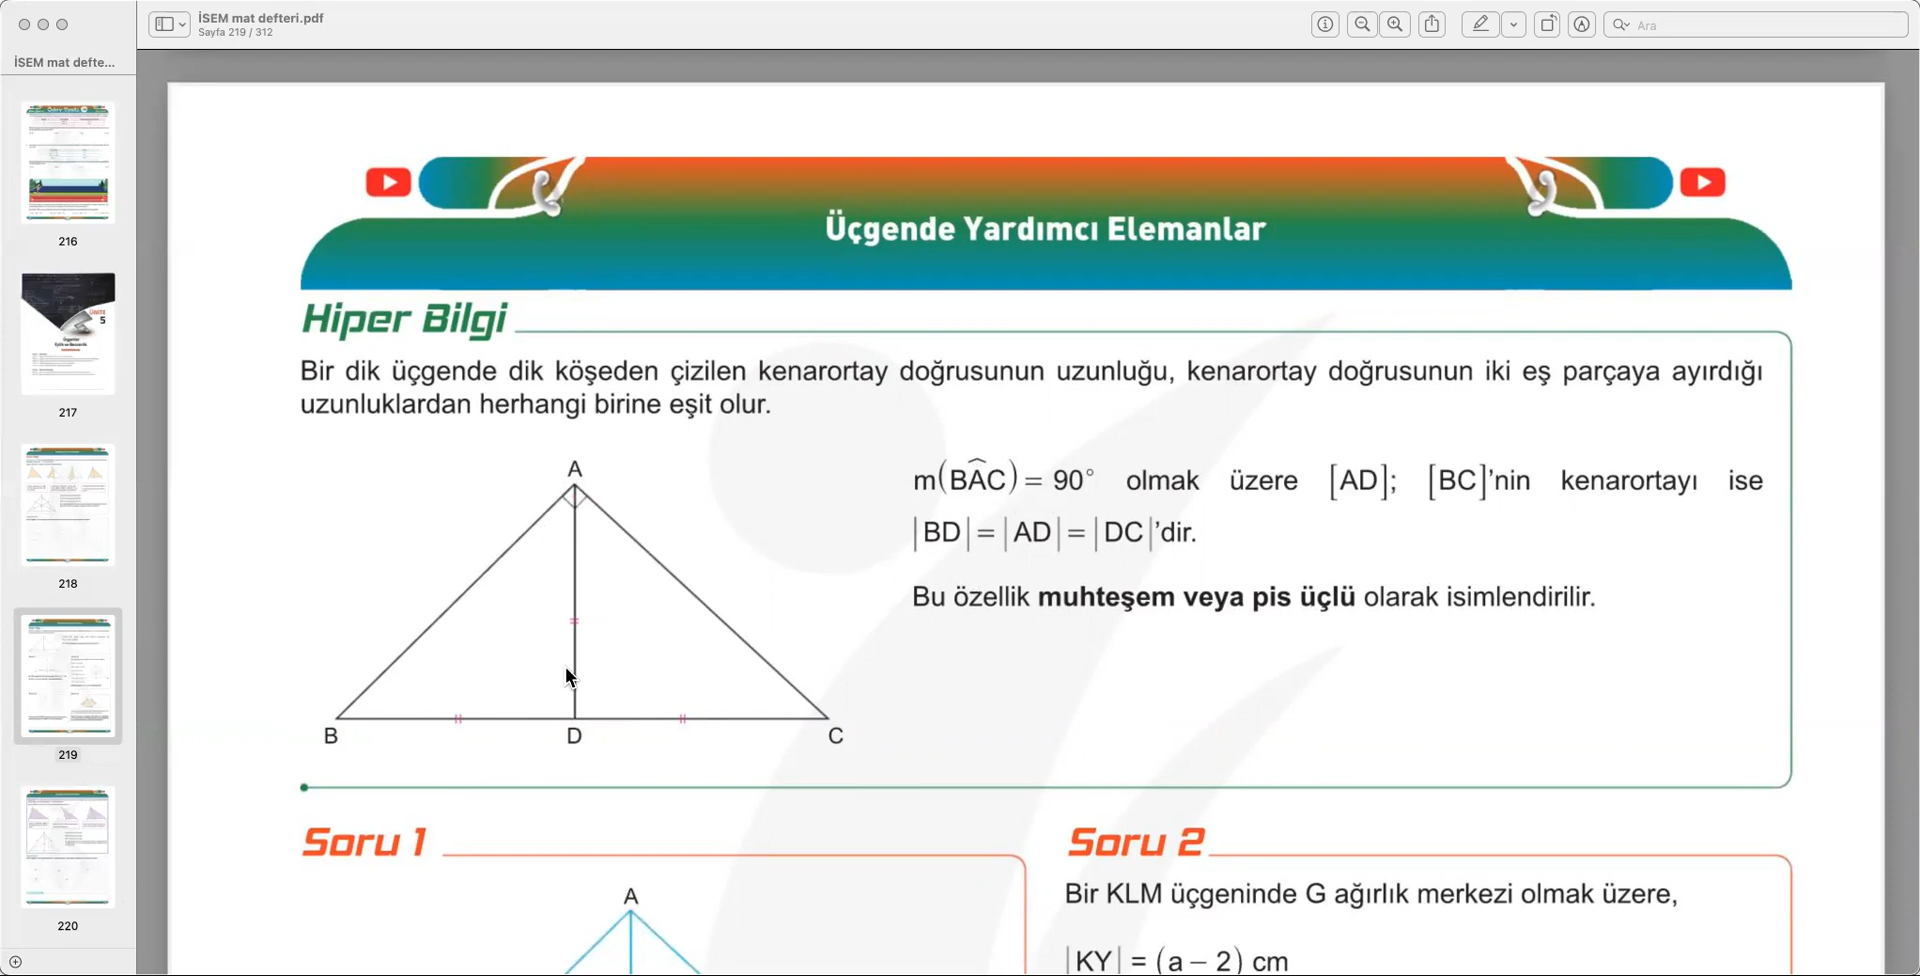 İSEM mat defteri.pdf
Sayfa 219 / 312
Ara
İSEM mat defte...
216
217
218
219
220
Üçgende Yardımcı Elemanlar
Hiper Bilgi
Bir dik üçgende dik köşeden çizilen kenarortay doğrusunun uzunluğu, kenarortay doğrusunun iki eş parçaya ayırdığı
uzunluklardan herhangi birine eşit olur.
A
B
D
C
m(BAC) = 90° olmak üzere [AD]; [BC]'nin kenarortayı ise
|BD| = |AD| = |DC|'dir.
Bu özellik muhteşem veya pis üçlü olarak isimlendirilir.
Soru 1
A
Soru 2
Bir KLM üçgeninde G ağırlık merkezi olmak üzere,
|KY| = (a − 2) cm